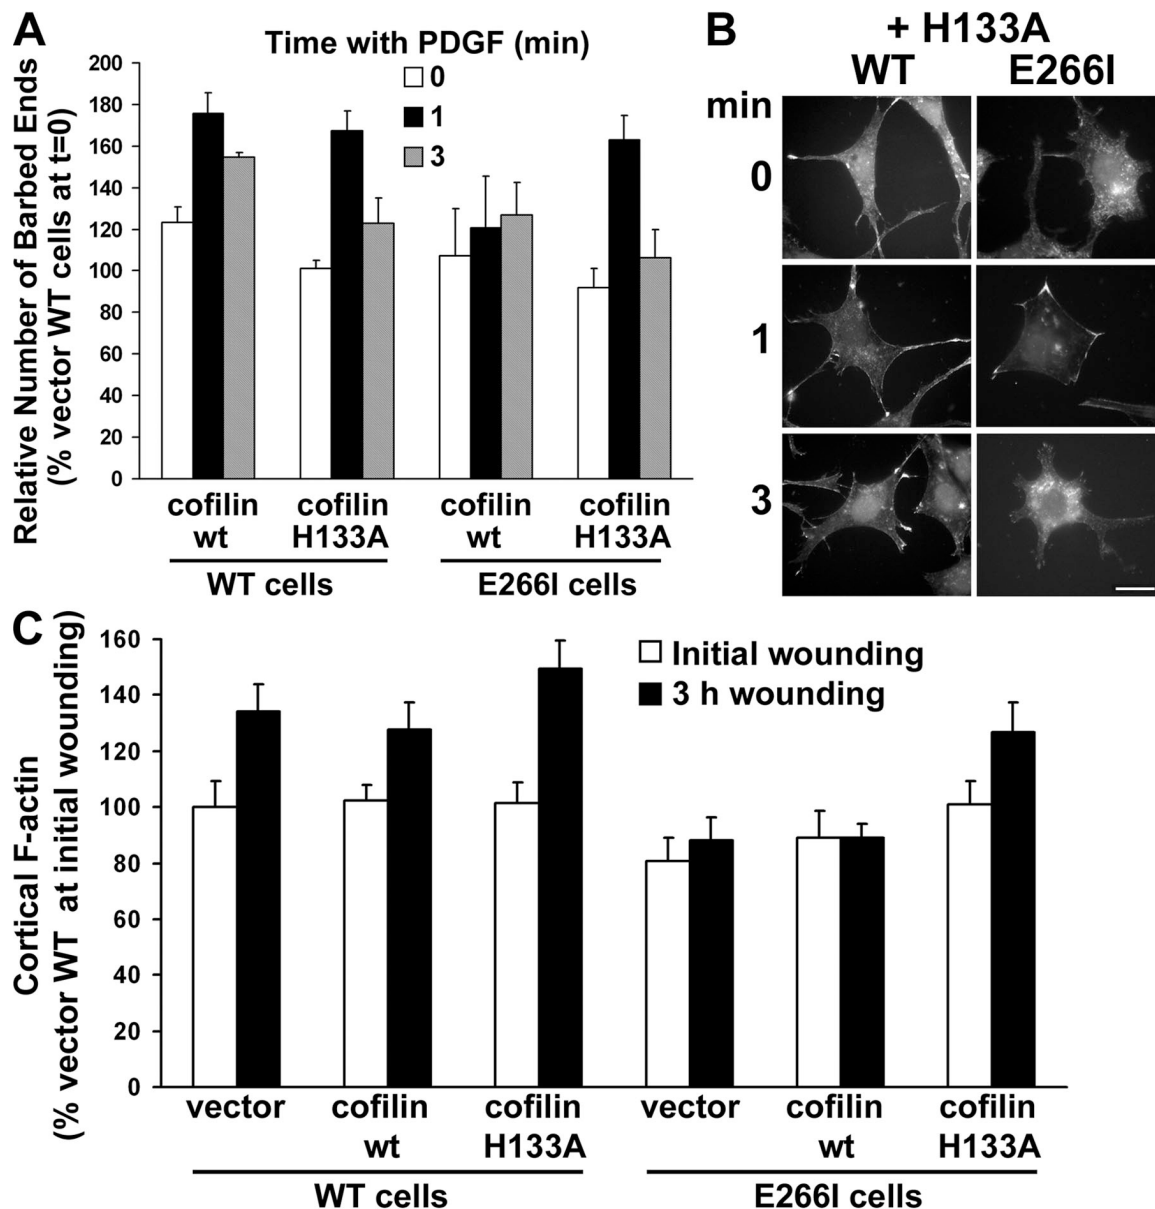 A
Time with PDGF (min)
0
1
3
Relative Number of Barbed Ends
(% vector WT cells at t=0)
200
180
160
140
120
100
80
60
40
20
0
cofilin wt
cofilin H133A
cofilin wt
cofilin H133A
WT cells
E266I cells
B
+ H133A
WT E266I
min
0
1
3
C
Initial wounding
3 h wounding
Cortical F-actin
(% vector WT at initial wounding)
160
140
120
100
80
60
40
20
0
vector
cofilin wt
cofilin H133A
vector
cofilin wt
cofilin H133A
WT cells
E266I cells